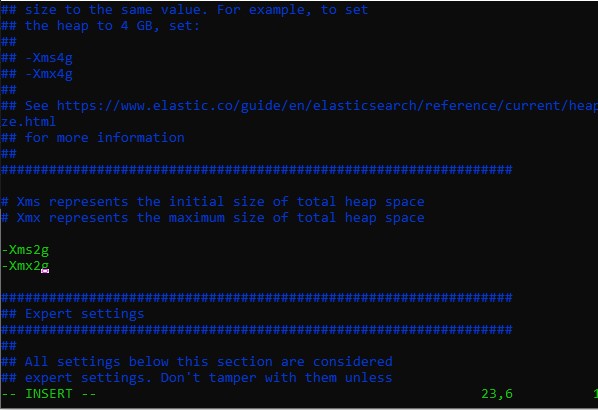 ## size to the same value. For example, to set
## the heap to 4 GB, set:
##
## -Xms4g
## -Xmx4g
##
## See https://www.elastic.co/guide/en/elasticsearch/reference/current/heap
ze.html
## for more information
##
################################################################
# Xms represents the initial size of total heap space
# Xmx represents the maximum size of total heap space
-Xms2g
-Xmx2g
################################################################
## Expert settings
################################################################
##
## All settings below this section are considered
## expert settings. Don't tamper with them unless
-- INSERT -- 23,6 1